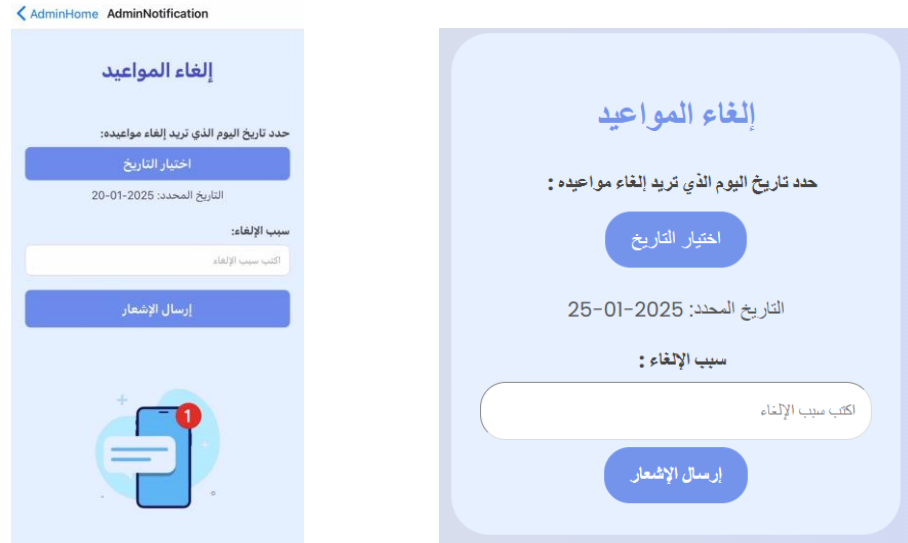 AdminHome AdminNotification
إلغاء المواعيد
حدد تاريخ اليوم الذي تريد إلغاء مواعيده:
اختيار التاريخ
التاريخ المحدد: 2025-01-20
سبب الإلغاء:
اكتب سبب الإلغاء
إرسال الإشعار
1
إلغاء المواعيد
حدد تاريخ اليوم الذي تريد إلغاء مواعيده :
اختيار التاريخ
التاريخ المحدد: 2025-01-25
سبب الإلغاء :
اكتب سبب الإلغاء
إرسال الإشعار